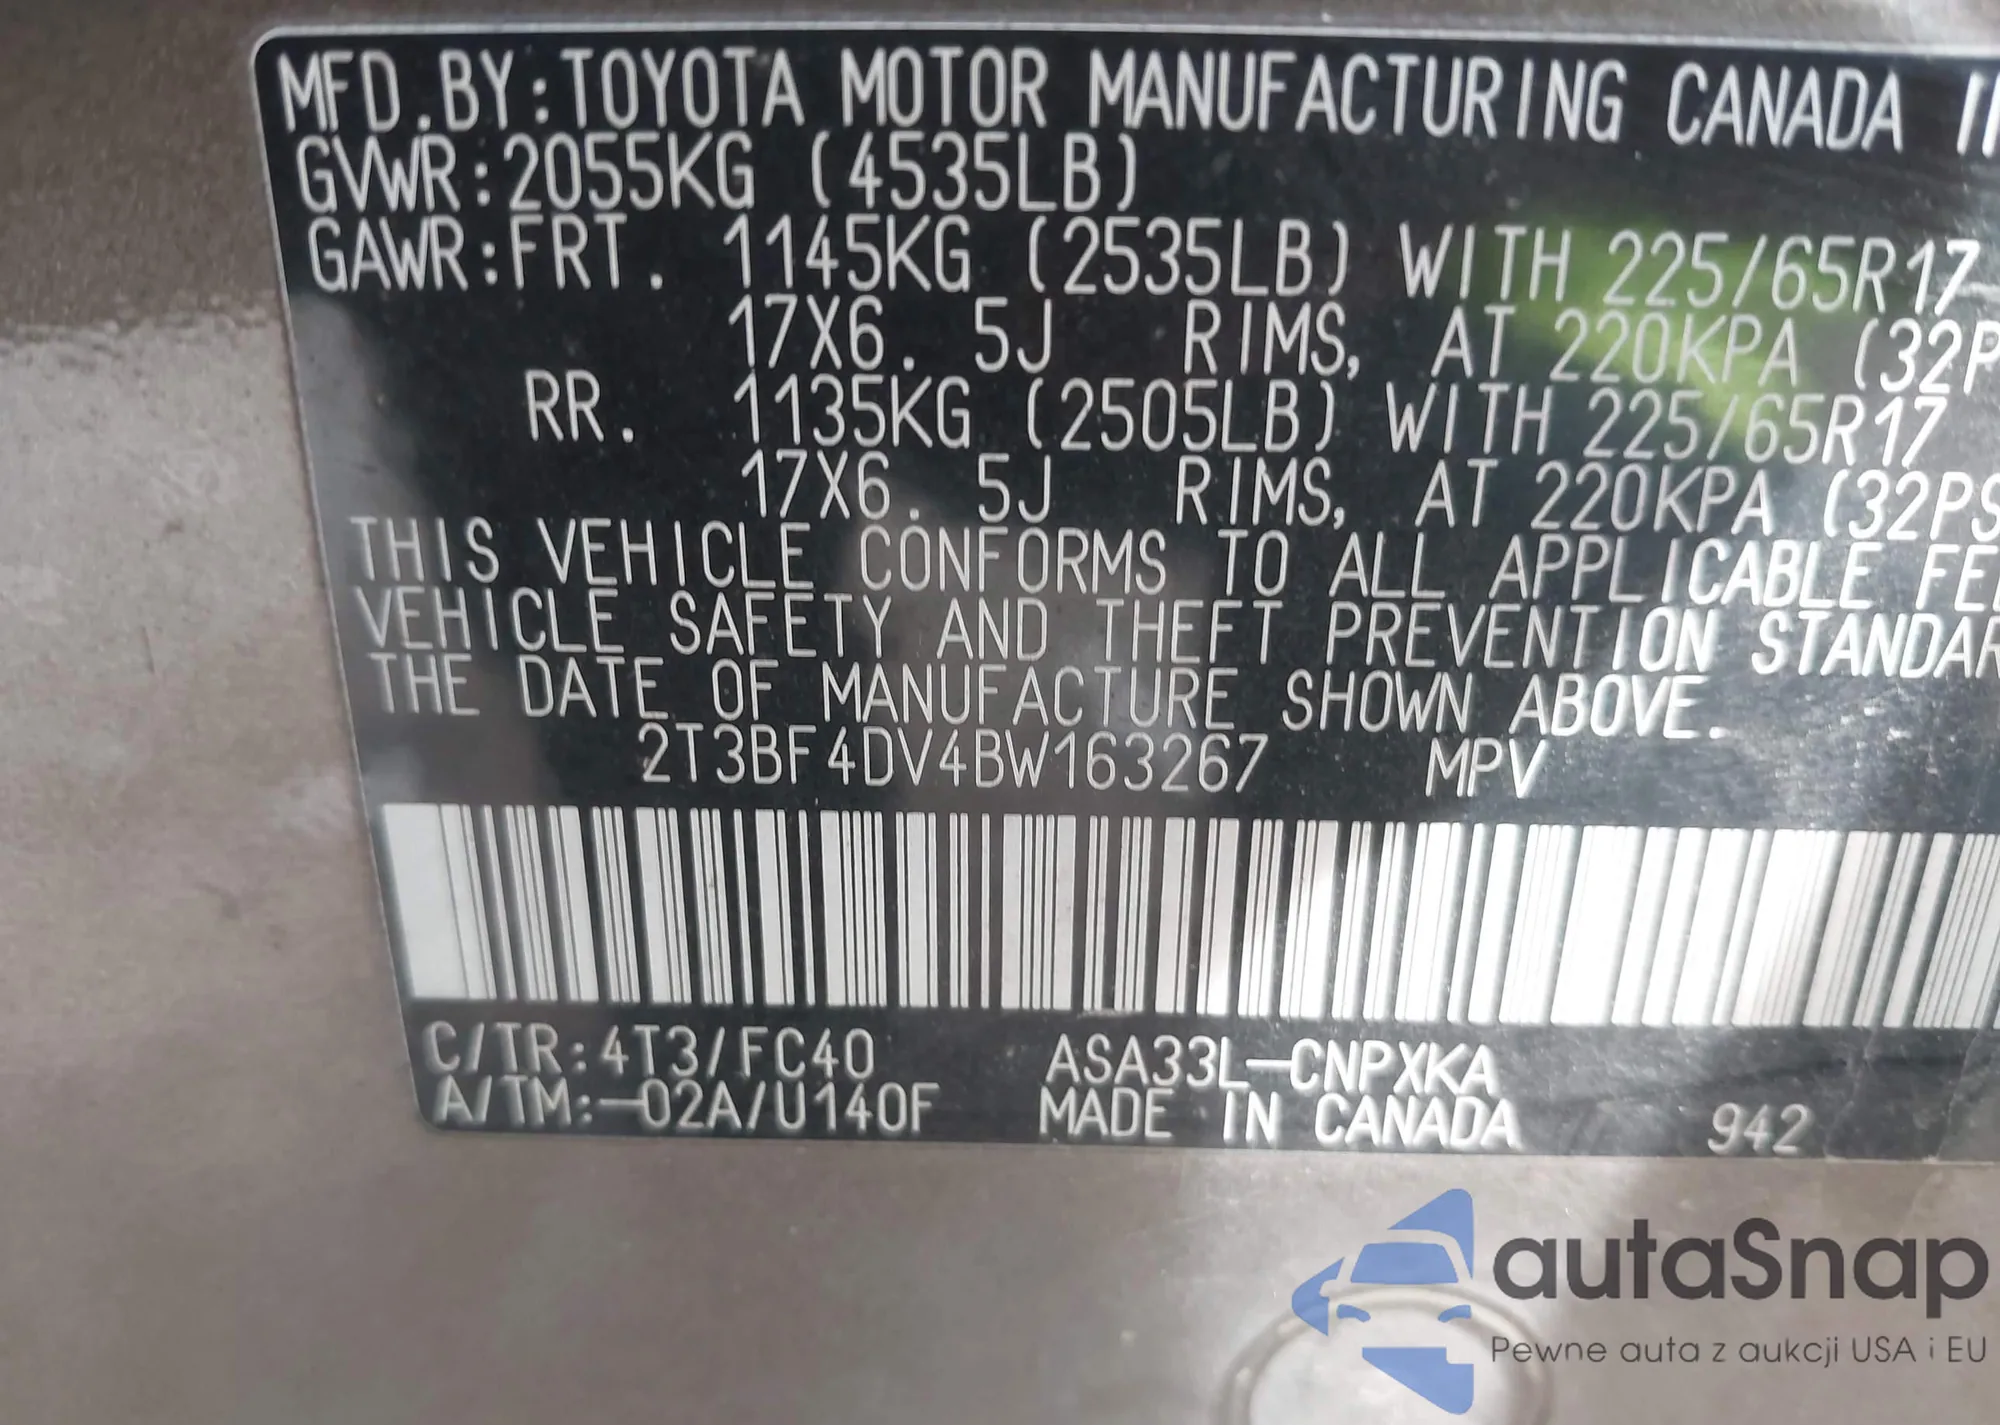 MFD.BY:TOYOTA MOTOR MANUFACTURING CANADA
GVWR:2055KG (4535LB)
GAWR:FRT. 1145KG (2535LB) WITH 225/65R17
17X6.5J RIMS, AT 220KPA (32P
RR. 1135KG (2505LB) WITH 225/65R17
17X6.5J RIMS, AT 220KPA (32PS
THIS VEHICLE CONFORMS TO ALL APPLICABLE FE
VEHICLE SAFETY AND THEFT PREVENTION STANDAR
THE DATE OF MANUFACTURE SHOWN ABOVE.
2T3BF4DV4BW163267 MPV
C/TR:4T3/FC40 ASA33L-CNPXKA
A/TM:-02A/U140F MADE IN CANADA 942
autaSnap
Pewne auta z aukcji USA i EU